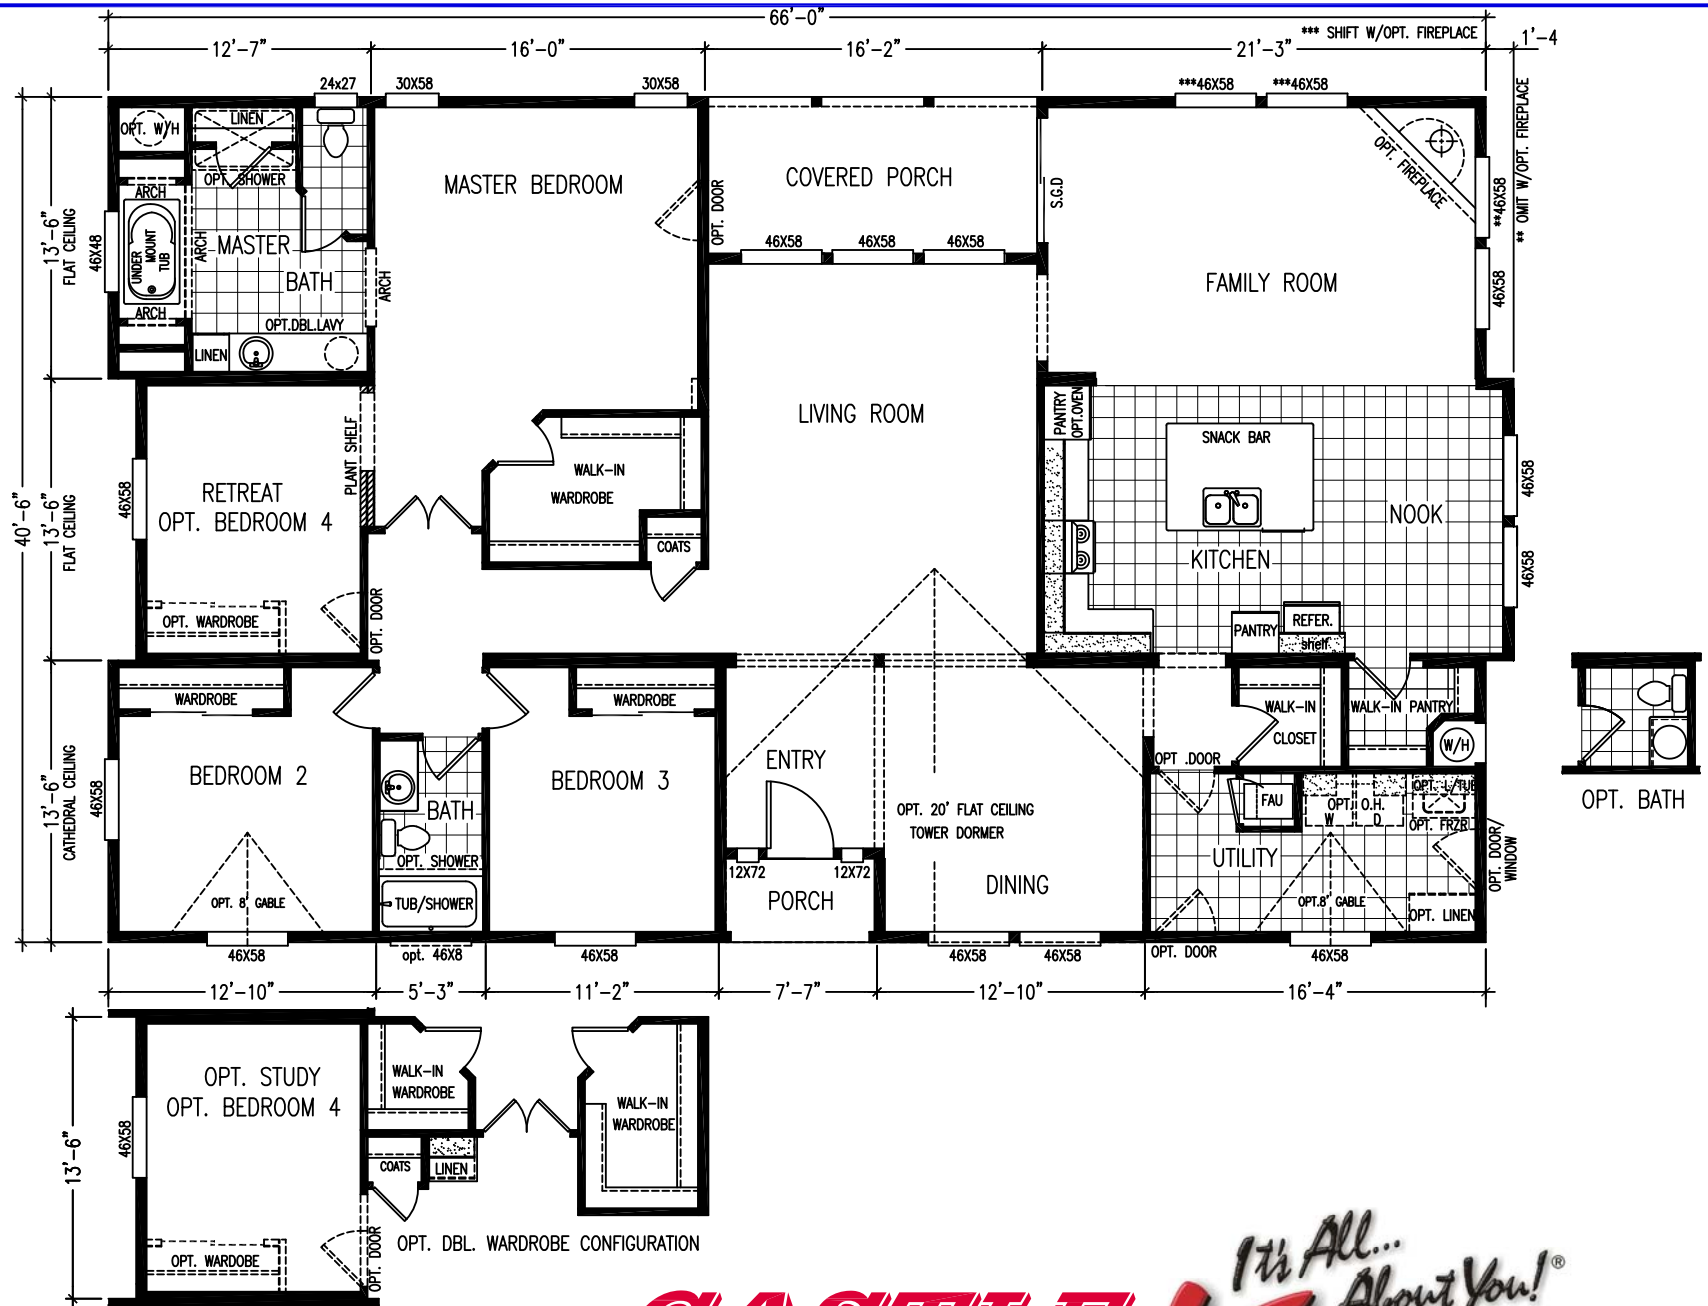 66'-0"
12'-7"
16'-0"
16'-2"
21'-3"
*** SHIFT W/OPT. FIREPLACE
1'-4
24x27
30X58
30X58
***46X58
***46X58
OPT. W/H
LINEN
OPT. SHOWER
ARCH
ARCH
UNDER
MOUNT
TUB
ARCH
MASTER
BATH
ARCH
OPT.DBL.LAVY
LINEN
46X48
MASTER BEDROOM
OPT. DOOR
COVERED PORCH
S.G.D
46X58
46X58
46X58
OPT. FIREPLACE
**46X58
** OMIT W/OPT. FIREPLACE
46X58
FAMILY ROOM
13'-6"
FLAT CEILING
40'-6"
13'-6"
FLAT CEILING
13'-6"
CATHEDRAL CEILING
46X58
RETREAT
OPT. BEDROOM 4
PLANT SHELF
OPT. WARDROBE
OPT. DOOR
WALK-IN
WARDROBE
COATS
LIVING ROOM
PANTRY
OPT.OVEN
SNACK BAR
NOOK
KITCHEN
46X58
46X58
PANTRY
REFER.
shelf
WARDROBE
WARDROBE
BEDROOM 2
46X58
OPT. 8' GABLE
BATH
OPT. SHOWER
TUB/SHOWER
BEDROOM 3
ENTRY
12X72
12X72
PORCH
OPT. 20' FLAT CEILING
TOWER DORMER
DINING
WALK-IN
CLOSET
WALK-IN PANTRY
W/H
OPT .DOOR
FAU
OPT.
W
O.H.
D
OPT. L/TUB
OPT. FRZR
UTILITY
OPT.8' GABLE
OPT. LINEN
OPT. DOOR/
WINDOW
OPT. DOOR
OPT. BATH
46X58
opt. 46X8
46X58
46X58
46X58
46X58
12'-10"
5'-3"
11'-2"
7'-7"
12'-10"
16'-4"
13'-6"
46X58
OPT. STUDY
OPT. BEDROOM 4
OPT. WARDOBE
OPT. DOOR
WALK-IN
WARDROBE
COATS
LINEN
WALK-IN
WARDROBE
OPT. DBL. WARDROBE CONFIGURATION
It's All...
About You!®